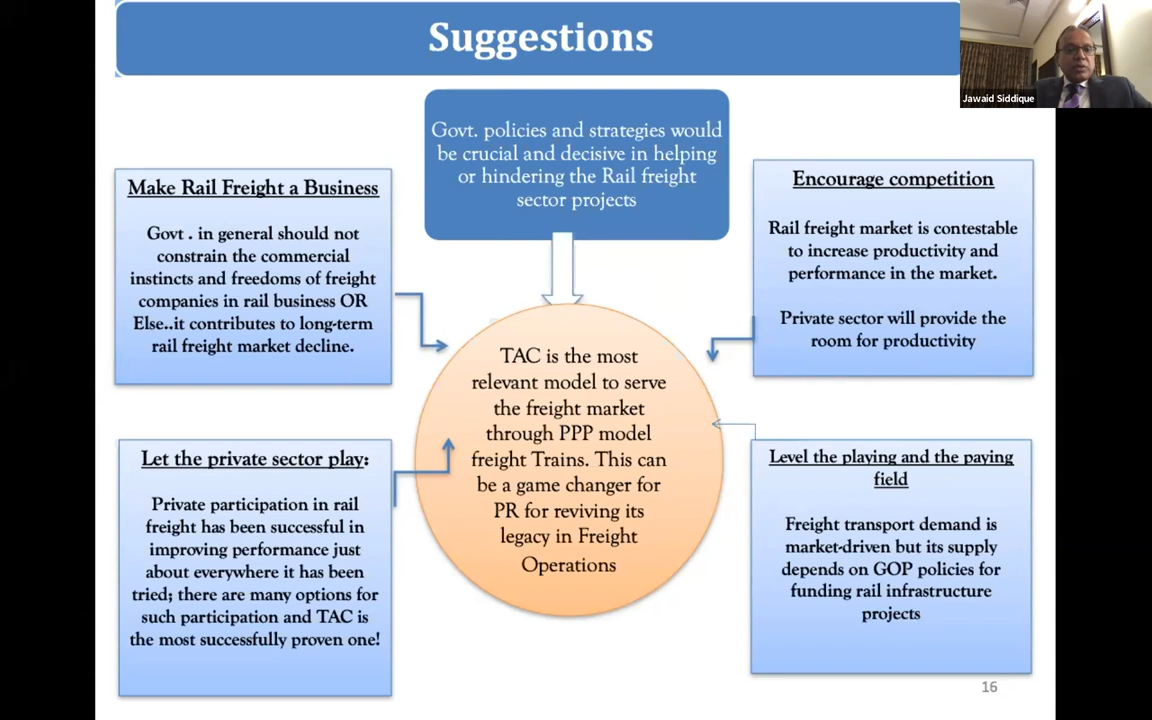 Suggestions
Jawaid Siddique
Govt. policies and strategies would
be crucial and decisive in helping
or hindering the Rail freight
sector projects
Make Rail Freight a Business
Govt . in general should not
constrain the commercial
instincts and freedoms of freight
companies in rail business OR
Else..it contributes to long-term
rail freight market decline.
Encourage competition
Rail freight market is contestable
to increase productivity and
performance in the market.
Private sector will provide the
room for productivity
TAC is the most
relevant model to serve
the freight market
through PPP model
freight Trains. This can
be a game changer for
PR for reviving its
legacy in Freight
Operations
Let the private sector play:
Private participation in rail
freight has been successful in
improving performance just
about everywhere it has been
tried; there are many options for
such participation and TAC is
the most successfully proven one!
Level the playing and the paying
field
Freight transport demand is
market-driven but its supply
depends on GOP policies for
funding rail infrastructure
projects
16